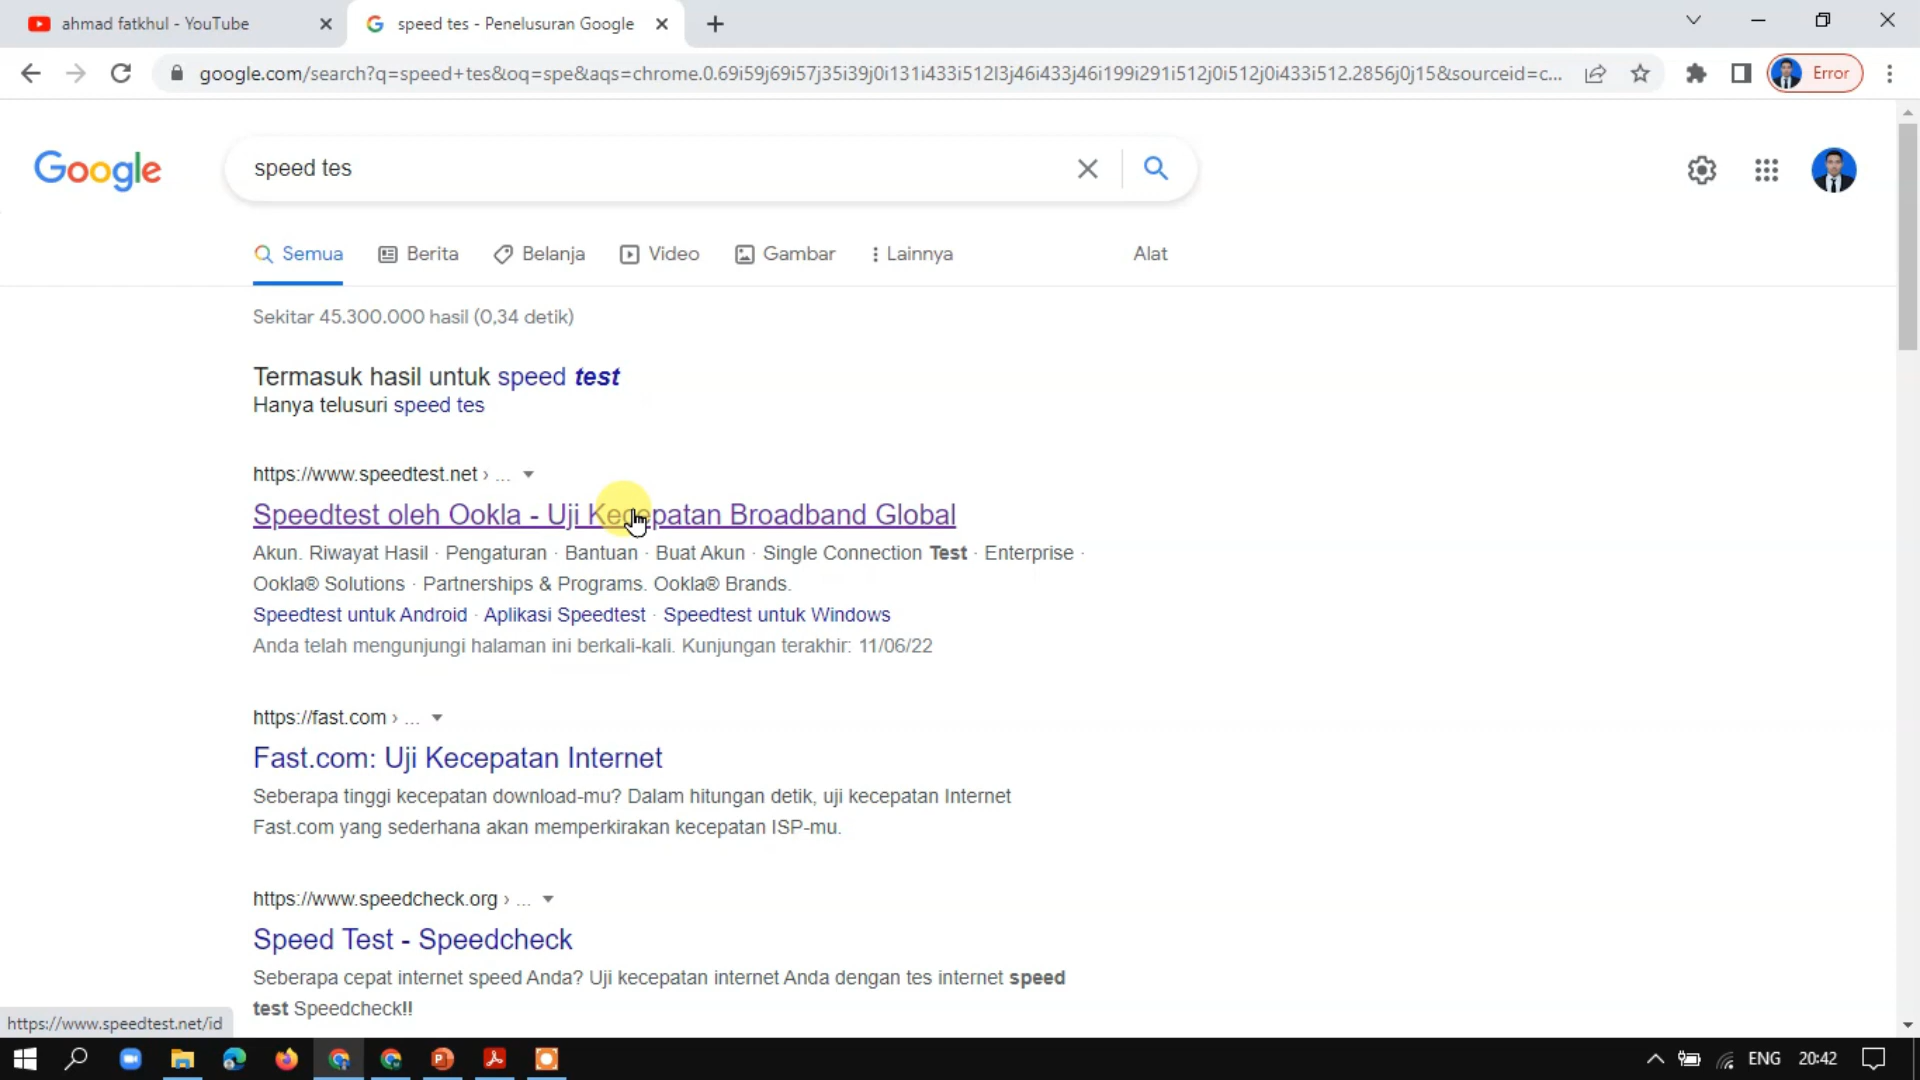 ahmad fatkhul - YouTube
speed tes - Penelusuran Google
google.com/search?q=speed+tes&oq=spe&aqs=chrome.0.69i59j69i57j35i39j0i131i433i512l3j46i433j46i199i291i512j0i512j0i433i512.2856j0j15&sourceid=c...
Error
Google
speed tes
Semua
Berita
Belanja
Video
Gambar
Lainnya
Alat
Sekitar 45.300.000 hasil (0,34 detik)
Termasuk hasil untuk speed test
Hanya telusuri speed tes
https://www.speedtest.net › ...
Speedtest oleh Ookla - Uji Kecepatan Broadband Global
Akun. Riwayat Hasil · Pengaturan · Bantuan · Buat Akun · Single Connection Test · Enterprise ·
Ookla® Solutions · Partnerships & Programs. Ookla® Brands.
Speedtest untuk Android · Aplikasi Speedtest · Speedtest untuk Windows
Anda telah mengunjungi halaman ini berkali-kali. Kunjungan terakhir: 11/06/22
https://fast.com › ...
Fast.com: Uji Kecepatan Internet
Seberapa tinggi kecepatan download-mu? Dalam hitungan detik, uji kecepatan Internet
Fast.com yang sederhana akan memperkirakan kecepatan ISP-mu.
https://www.speedcheck.org › ...
Speed Test - Speedcheck
Seberapa cepat internet speed Anda? Uji kecepatan internet Anda dengan tes internet speed
test Speedcheck!!
https://www.speedtest.net/id
ENG
20:42